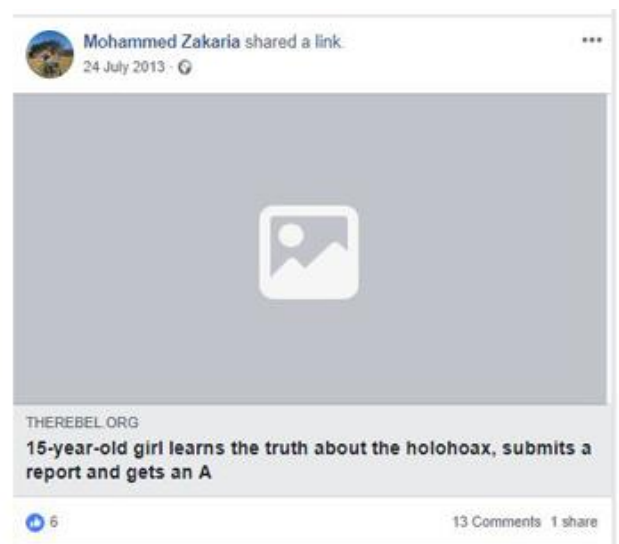 Mohammed Zakaria shared a link.
24 July 2013 ·
THEREBEL.ORG
15-year-old girl learns the truth about the holohoax, submits a
report and gets an A
6
13 Comments 1 share